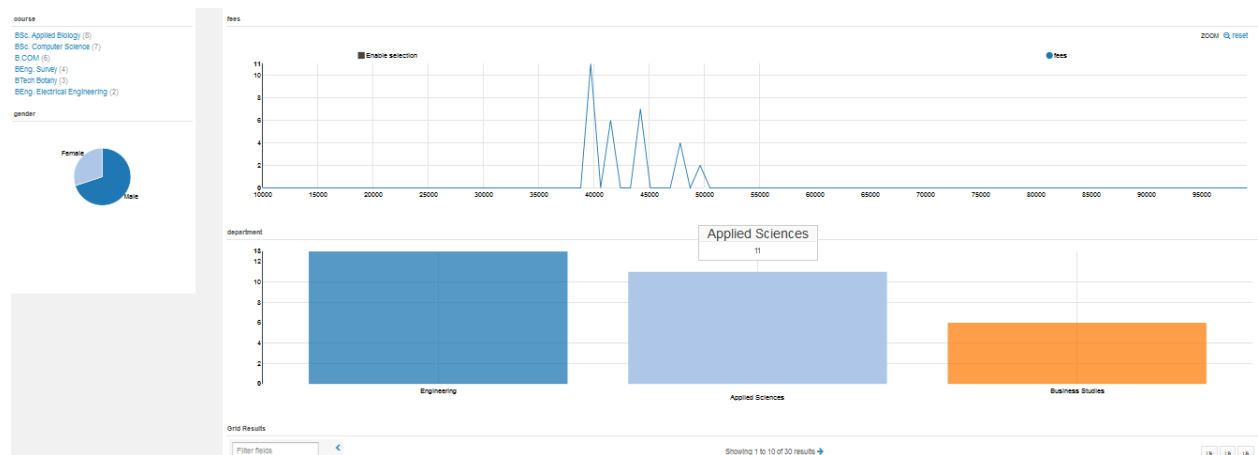 course
BSc. Applied Biology (8)
BSc. Computer Science (7)
B.COM (6)
BEng. Survey (4)
BTech Botany (3)
BEng. Electrical Engineering (2)
gender
Female
Male
fees
ZOOM reset
Enable selection
fees
11
10
8
6
4
2
0
10000 15000 20000 25000 30000 35000 40000 45000 50000 55000 60000 65000 70000 75000 80000 85000 90000 95000
department
Applied Sciences
11
13
12
10
8
6
4
2
0
Engineering
Applied Sciences
Business Studies
Grid Results
Filter fields
Showing 1 to 10 of 30 results